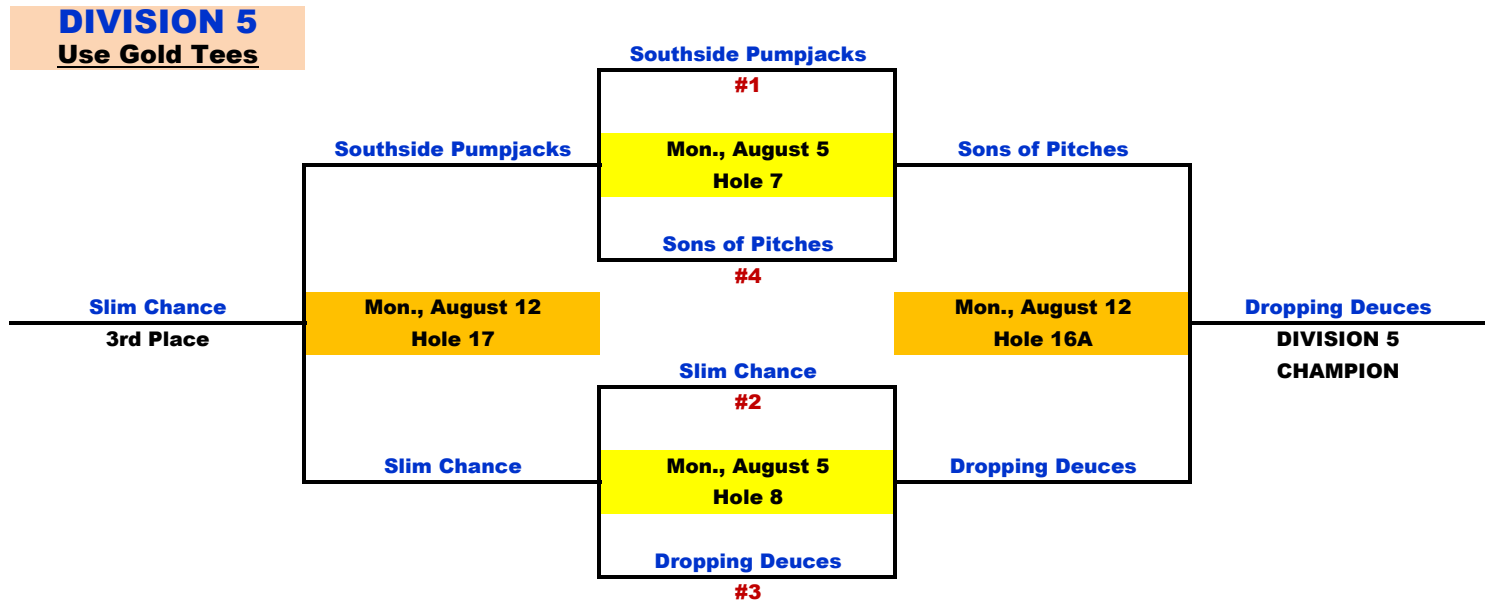 DIVISION 5
Use Gold Tees
Southside Pumpjacks
#1
Southside Pumpjacks
Mon., August 5
Hole 7
Sons of Pitches
Sons of Pitches
#4
Slim Chance
3rd Place
Mon., August 12
Hole 17
Mon., August 12
Hole 16A
Dropping Deuces
DIVISION 5
CHAMPION
Slim Chance
#2
Slim Chance
Mon., August 5
Hole 8
Dropping Deuces
Dropping Deuces
#3